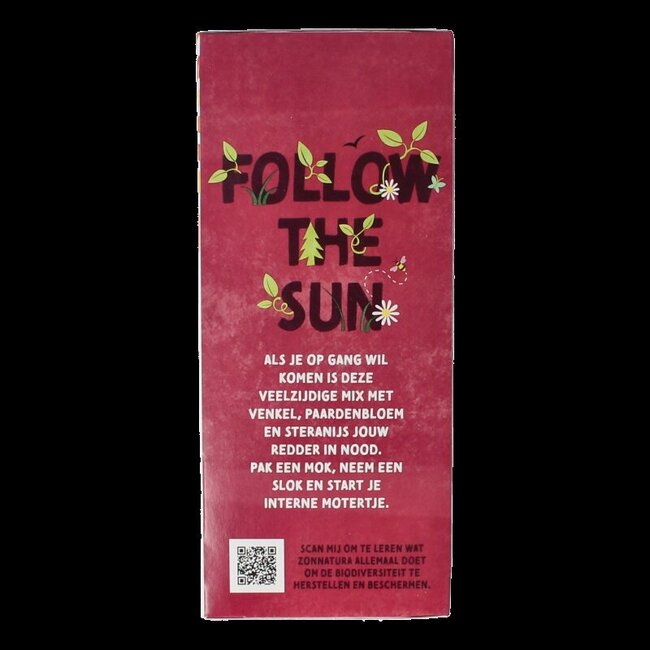 FOLLOW
THE
SUN
ALS JE OP GANG WIL
KOMEN IS DEZE
VEELZIJDIGE MIX MET
VENKEL, PAARDENBLOEM
EN STERANIJS JOUW
REDDER IN NOOD.
PAK EEN MOK, NEEM EEN
SLOK EN START JE
INTERNE MOTERTJE.
SCAN MIJ OM TE LEREN WAT
ZONNATURA ALLEMAAL DOET
OM DE BIODIVERSITEIT TE
HERSTELLEN EN BESCHERMEN.